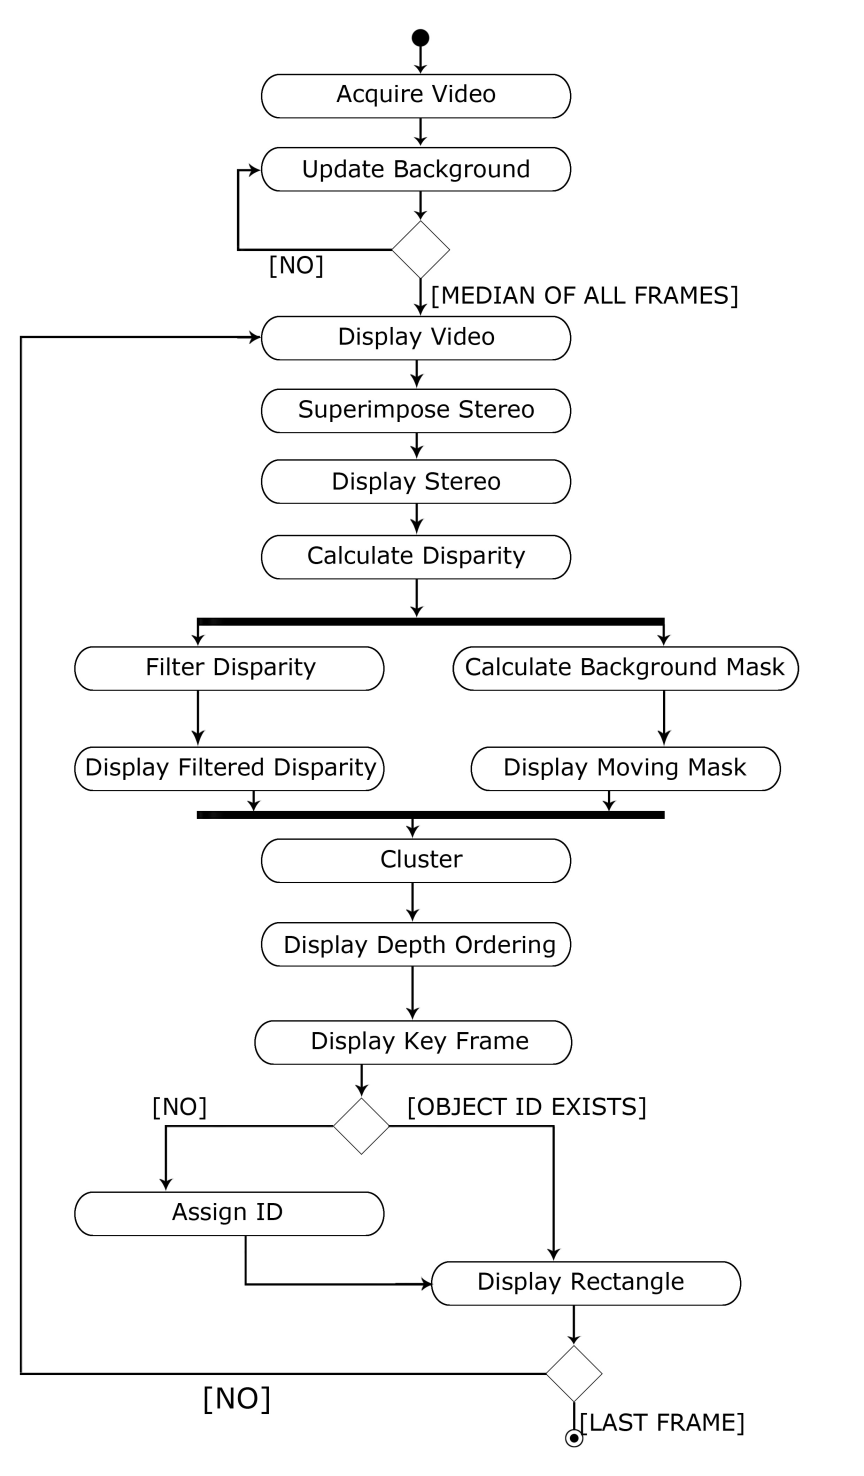 Acquire Video
Update Background
[NO]
[MEDIAN OF ALL FRAMES]
Display Video
Superimpose Stereo
Display Stereo
Calculate Disparity
Filter Disparity
Calculate Background Mask
Display Filtered Disparity
Display Moving Mask
Cluster
Display Depth Ordering
Display Key Frame
[NO]
[OBJECT ID EXISTS]
Assign ID
Display Rectangle
[NO]
[LAST FRAME]